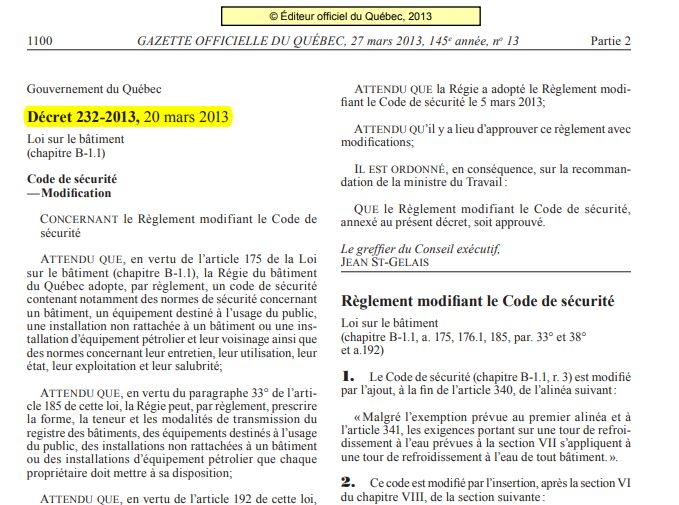 © Éditeur officiel du Québec, 2013
1100 GAZETTE OFFICIELLE DU QUÉBEC, 27 mars 2013, 145e année, no 13 Partie 2
Gouvernement du Québec
Décret 232-2013, 20 mars 2013
Loi sur le bâtiment
(chapitre B-1.1)
Code de sécurité
—Modification
CONCERNANT le Règlement modifiant le Code de
sécurité
ATTENDU QUE, en vertu de l'article 175 de la Loi
sur le bâtiment (chapitre B-1.1), la Régie du bâtiment
du Québec adopte, par règlement, un code de sécurité
contenant notamment des normes de sécurité concernant
un bâtiment, un équipement destiné à l'usage du public,
une installation non rattachée à un bâtiment ou une ins-
tallation d'équipement pétrolier et leur voisinage ainsi que
des normes concernant leur entretien, leur utilisation, leur
état, leur exploitation et leur salubrité;
ATTENDU QUE, en vertu du paragraphe 33° de l'arti-
cle 185 de cette loi, la Régie peut, par règlement, prescrire
la forme, la teneur et les modalités de transmission du
registre des bâtiments, des équipements destinés à l'usage
du public, des installations non rattachées à un bâtiment
ou des installations d'équipement pétrolier que chaque
propriétaire doit mettre à sa disposition;
ATTENDU QUE, en vertu de l'article 192 de cette loi,
ATTENDU QUE la Régie a adopté le Règlement modi-
fiant le Code de sécurité le 5 mars 2013;
ATTENDU QU'il y a lieu d'approuver ce règlement avec
modifications;
IL EST ORDONNÉ, en conséquence, sur la recomman-
dation de la ministre du Travail :
QUE le Règlement modifiant le Code de sécurité,
annexé au présent décret, soit approuvé.
Le greffier du Conseil exécutif,
JEAN ST-GELAIS
Règlement modifiant le Code de sécurité
Loi sur le bâtiment
(chapitre B-1.1, a. 175, 176.1, 185, par. 33° et 38°
et a.192)
1. Le Code de sécurité (chapitre B-1.1, r. 3) est modifié
par l'ajout, à la fin de l'article 340, de l'alinéa suivant :
« Malgré l'exemption prévue au premier alinéa et à
l'article 341, les exigences portant sur une tour de refroi-
dissement à l'eau prévues à la section VII s'appliquent à
une tour de refroidissement à l'eau de tout bâtiment. ».
2. Ce code est modifié par l'insertion, après la section VI
du chapitre VIII, de la section suivante :